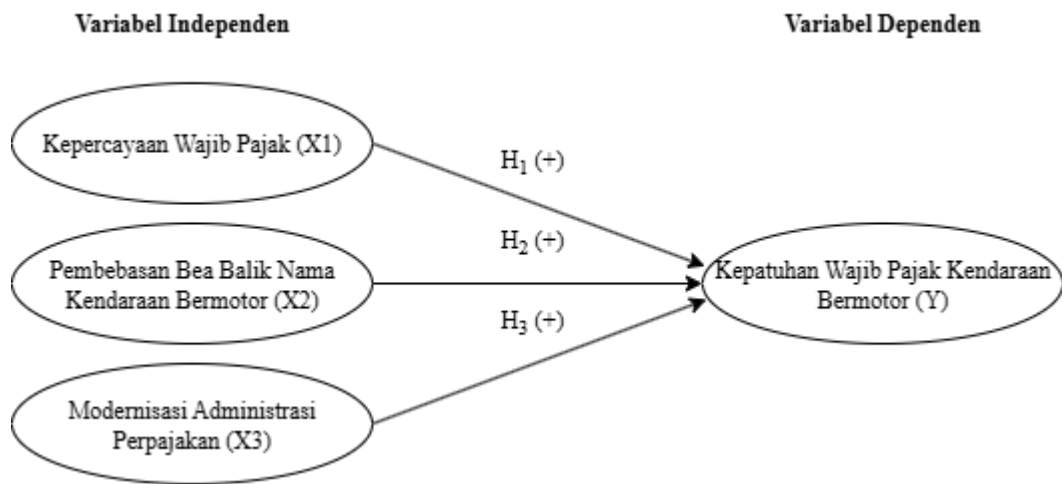 Variabel Independen
Variabel Dependen
Kepercayaan Wajib Pajak (X1)
H₁ (+)
H₂ (+)
Pembebasan Bea Balik Nama
Kendaraan Bermotor (X2)
Kepatuhan Wajib Pajak Kendaraan
Bermotor (Y)
H₃ (+)
Modernisasi Administrasi
Perpajakan (X3)